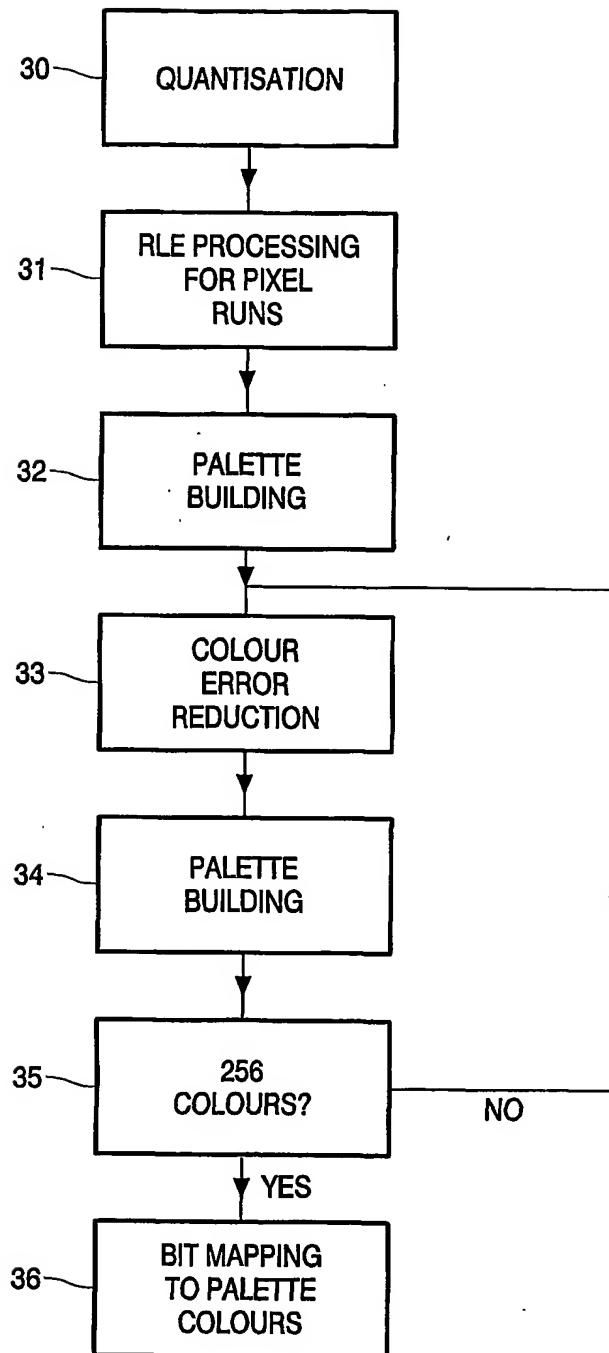 30
QUANTISATION
31
RLE PROCESSING
FOR PIXEL
RUNS
32
PALETTE
BUILDING
33
COLOUR
ERROR
REDUCTION
34
PALETTE
BUILDING
35
256
COLOURS?
NO
YES
36
BIT MAPPING
TO PALETTE
COLOURS